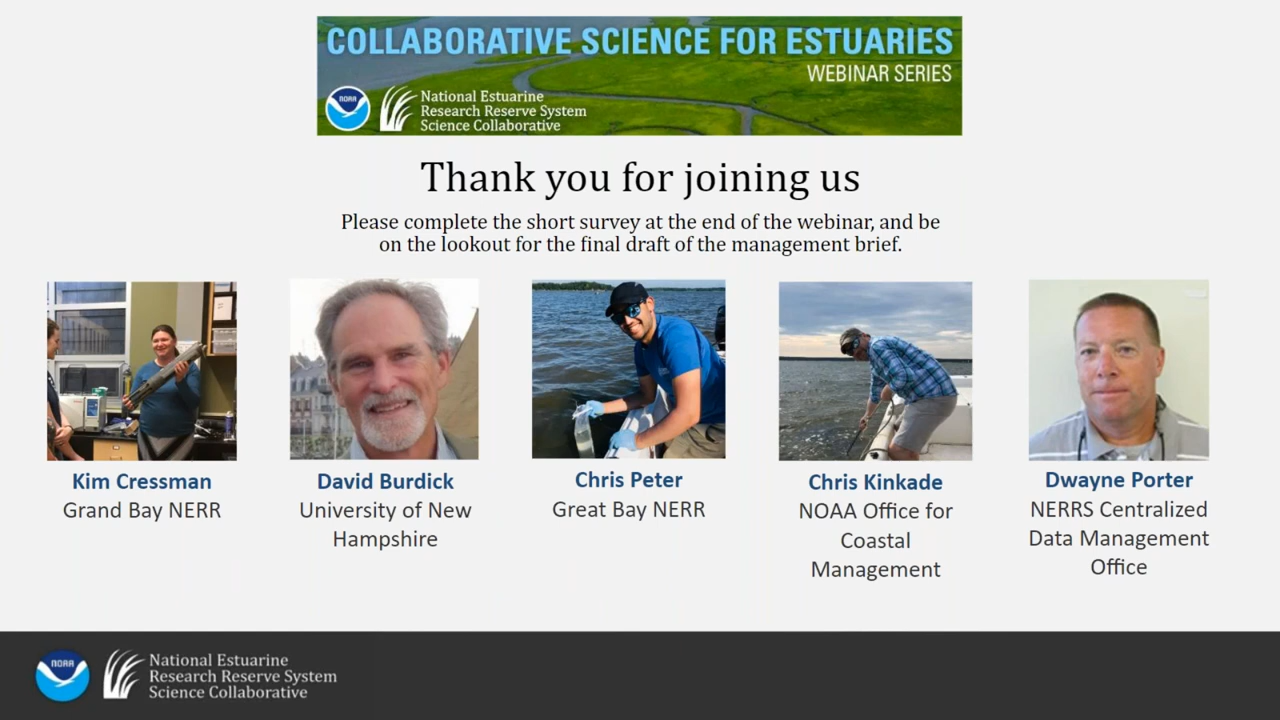 COLLABORATIVE SCIENCE FOR ESTUARIES
WEBINAR SERIES
NOAA
National Estuarine
Research Reserve System
Science Collaborative
Thank you for joining us
Please complete the short survey at the end of the webinar, and be
on the lookout for the final draft of the management brief.
Kim Cressman
Grand Bay NERR
David Burdick
University of New
Hampshire
Chris Peter
Great Bay NERR
Chris Kinkade
NOAA Office for
Coastal
Management
Dwayne Porter
NERRS Centralized
Data Management
Office
NOAA
National Estuarine
Research Reserve System
Science Collaborative